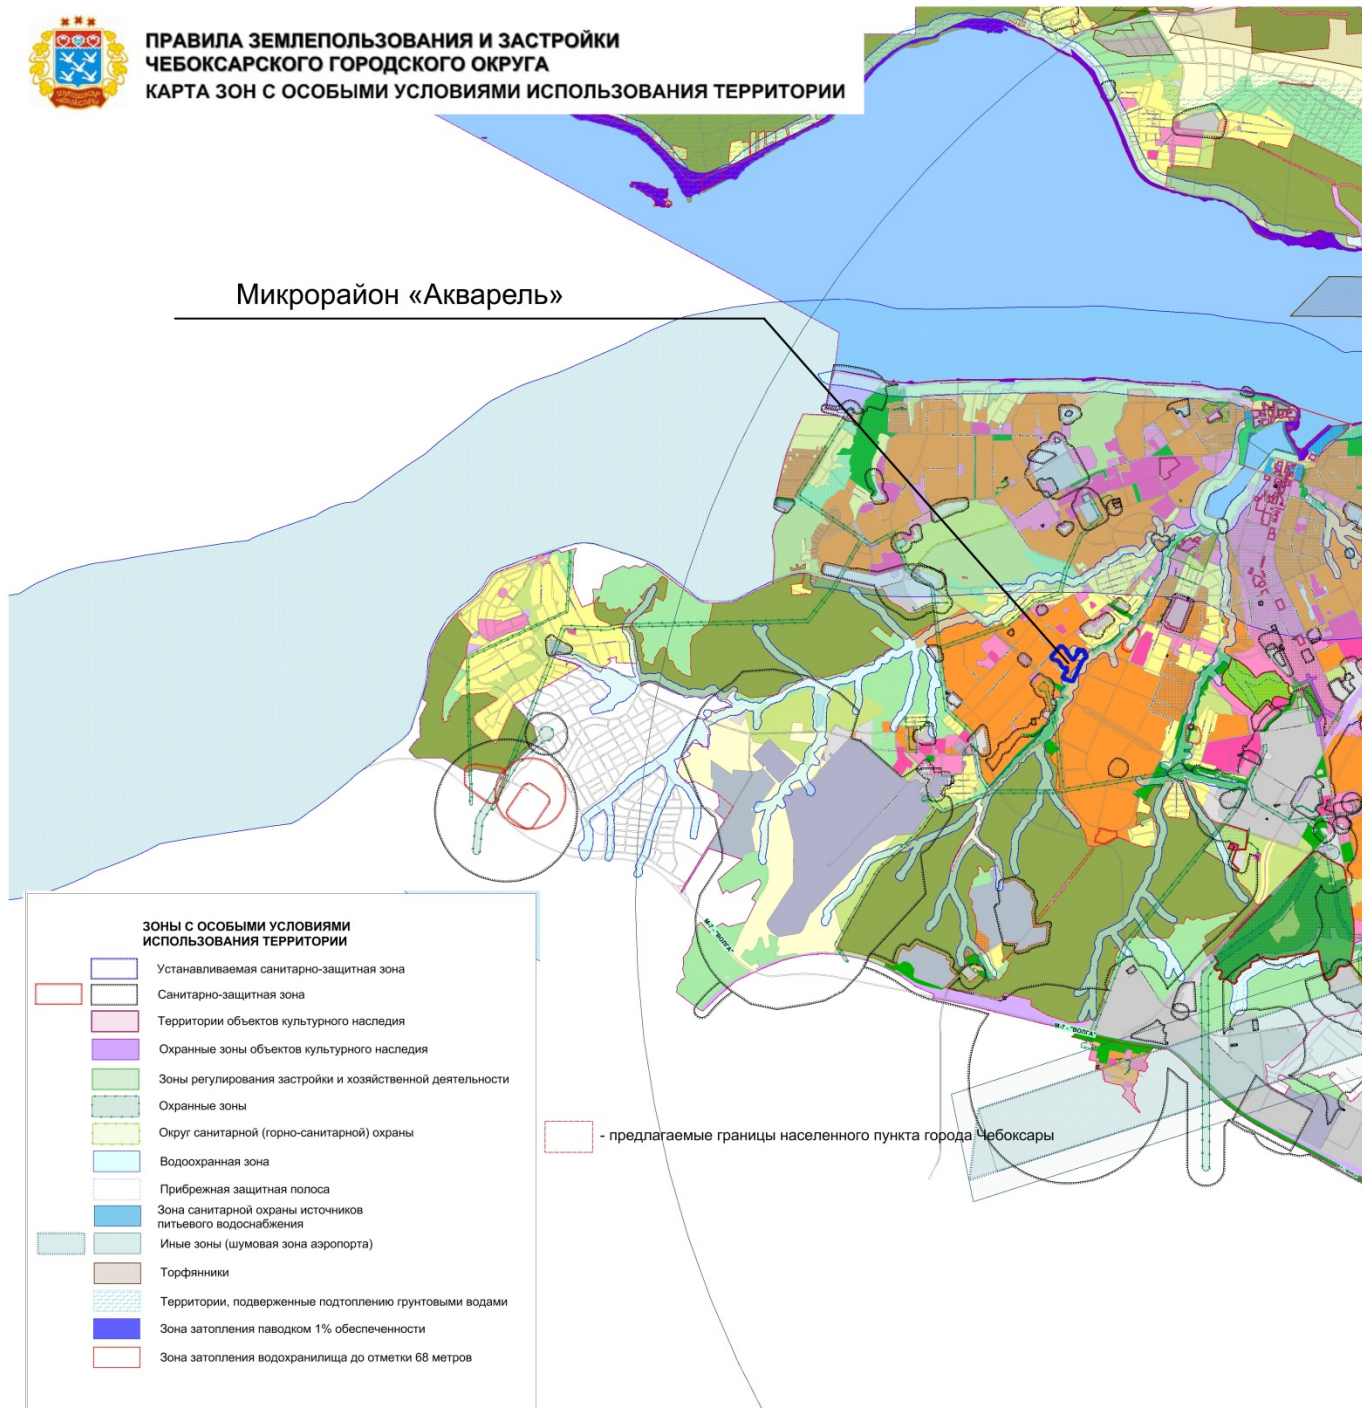 ПРАВИЛА ЗЕМЛЕПОЛЬЗОВАНИЯ И ЗАСТРОЙКИ
ЧЕБОКСАРСКОГО ГОРОДСКОГО ОКРУГА
КАРТА ЗОН С ОСОБЫМИ УСЛОВИЯМИ ИСПОЛЬЗОВАНИЯ ТЕРРИТОРИИ
Микрорайон «Акварель»
М-7 "ВОЛГА"
М-7 - "ВОЛГА"
ЗОНЫ С ОСОБЫМИ УСЛОВИЯМИ
ИСПОЛЬЗОВАНИЯ ТЕРРИТОРИИ
Устанавливаемая санитарно-защитная зона
Санитарно-защитная зона
Территории объектов культурного наследия
Охранные зоны объектов культурного наследия
Зоны регулирования застройки и хозяйственной деятельности
Охранные зоны
Округ санитарной (горно-санитарной) охраны
Водоохранная зона
Прибрежная защитная полоса
Зона санитарной охраны источников
питьевого водоснабжения
Иные зоны (шумовая зона аэропорта)
Торфянники
Территории, подверженные подтоплению грунтовыми водами
Зона затопления паводком 1% обеспеченности
Зона затопления водохранилища до отметки 68 метров
- предлагаемые границы населенного пункта города Чебоксары